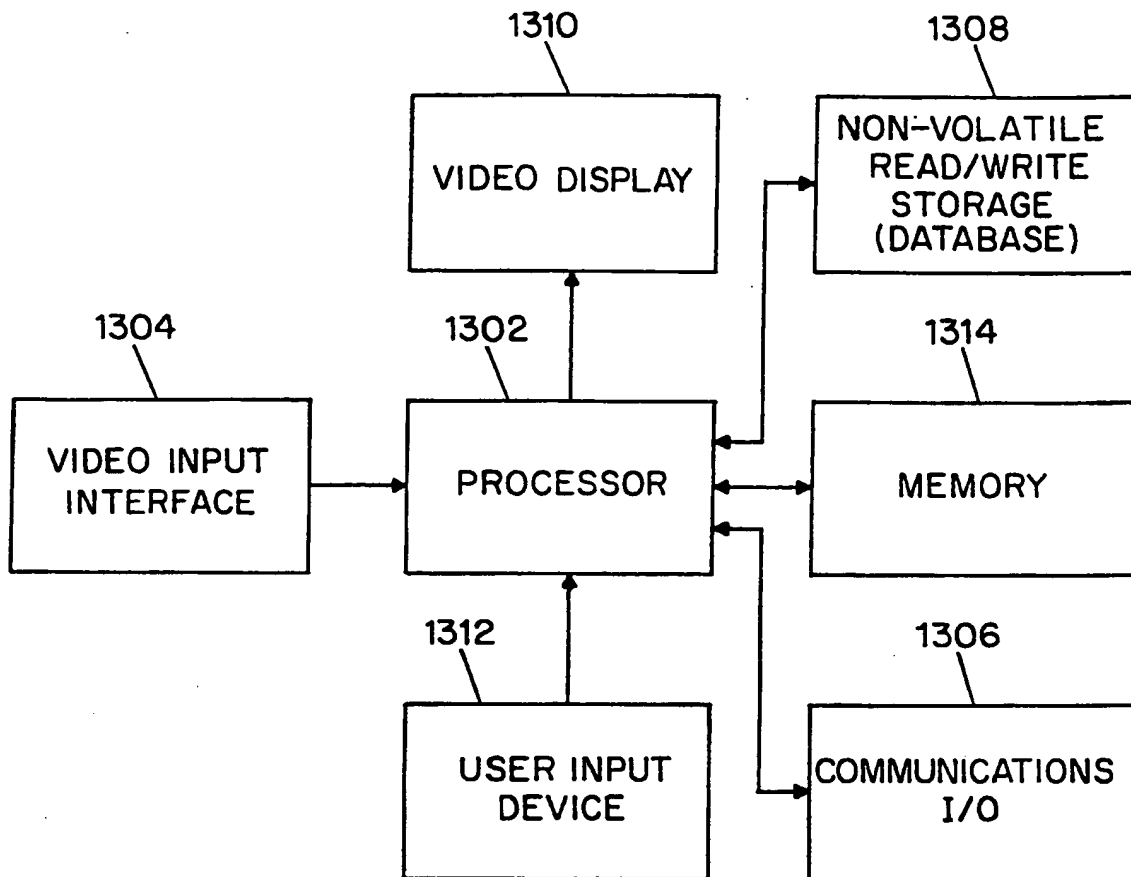 1310
1308
VIDEO DISPLAY
NON-VOLATILE
READ/WRITE
STORAGE
(DATABASE)
1304
1302
1314
VIDEO INPUT
INTERFACE
PROCESSOR
MEMORY
1312
1306
USER INPUT
DEVICE
COMMUNICATIONS
I/O